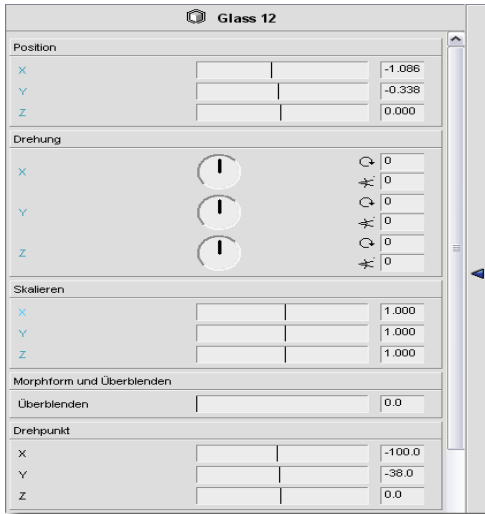 Glass 12
Position
X -1.086
Y -0.338
Z 0.000
Drehung
X 0
0
Y 0
0
Z 0
0
Skalieren
X 1.000
Y 1.000
Z 1.000
Morphform und Überblenden
Überblenden 0.0
Drehpunkt
X -100.0
Y -38.0
Z 0.0